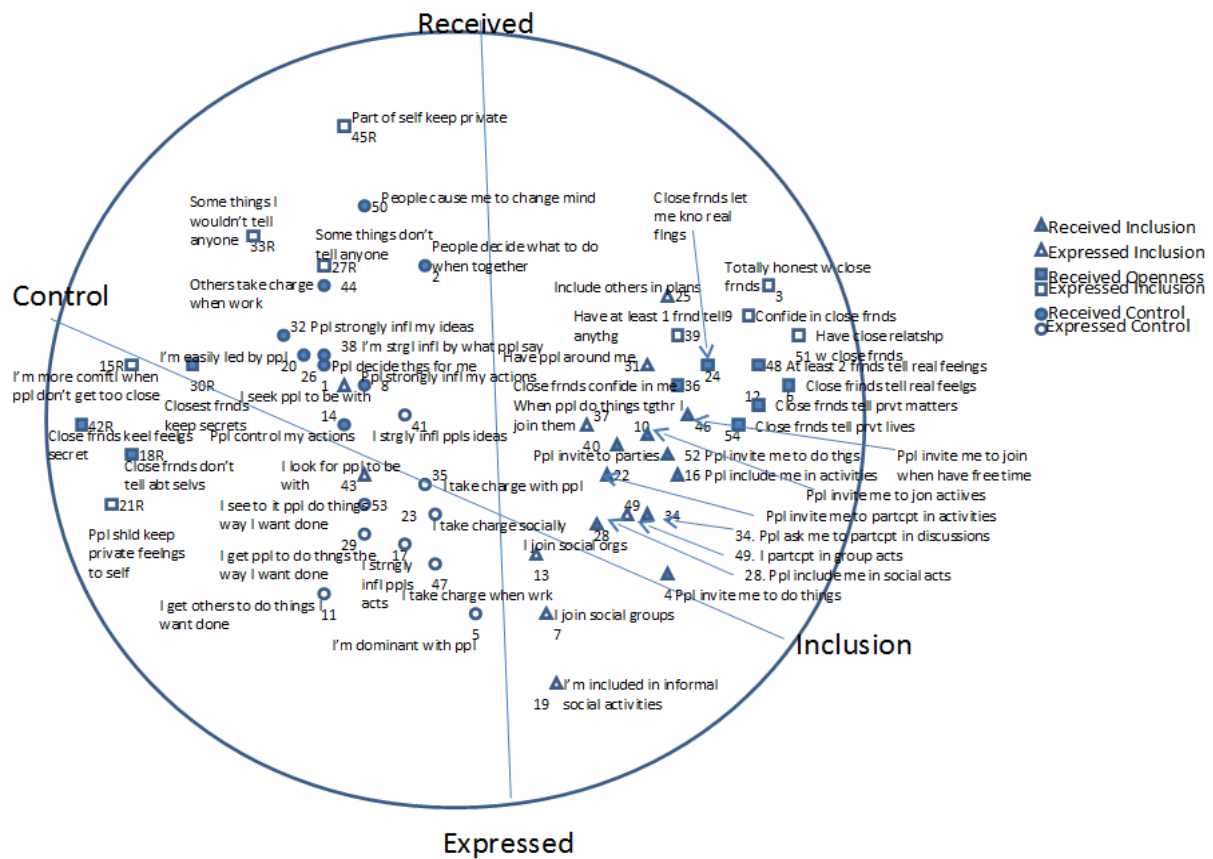 Received
Part of self keep private
45R
People cause me to change mind
50
Some things I
wouldn't tell
anyone
33R
Close frnds let
me kno real
flngs
Some things don't
tell anyone
27R
People decide what to do
when together
2
Others take charge
when work
44
Totally honest w close
frnds
3
Include others in plans
25
Control
32 Ppl strongly infl my ideas
Have at least 1 frnd tell9
anythg
39
Confide in close frnds
Have close relatshp
51 w close frnds
38 I'm strgl infl by what ppl say
I'm easily led by ppl
20
26
Ppl decide thgs for me
Have ppl around me
31
24
48 At least 2 frnds tell real feelings
15R
30R
I'm more comftl when
ppl don't get too close
1
Ppl strongly infl my actions
8
I seek ppl to be with
Close frnds confide in me
36
Close frinds tell real feelgs
6
12
Close frnds tell prvt matters
Closest frnds
keep secrets
14
41
When ppl do things tgthr I
join them
37
10
46
54
Close frnds tell prvt lives
42R
Close frnds keel feelgs
secret
Ppl control my actions
I strgly infl ppls ideas
40
18R
Close frnds don't
tell abt selvs
Ppl invite to parties
52 Ppl invite me to do thgs
Ppl invite me to join
when have free time
I look for ppl to be
with
43
35
I take charge with ppl
22
16 Ppl include me in activities
Ppl invite me to jon actiives
21R
I see to it ppl do things
way I want done
53
23
I take charge socially
49
34
28
Ppl invite me to partcpt in activities
34. Ppl ask me to partcpt in discussions
Ppl shld keep
private feelngs
to self
29
17
I get ppl to do thngs the
way I want done
I strngly
infl ppls
acts
I join social orgs
13
49. I partcpt in group acts
28. Ppl include me in social acts
47
I take charge when wrk
4 Ppl invite me to do things
I get others to do things I
want done
11
5
I'm dominant with ppl
I join social groups
7
Inclusion
I'm included in informal
social activities
19
Expressed
Received Inclusion
Expressed Inclusion
Received Openness
Expressed Inclusion
Received Control
Expressed Control